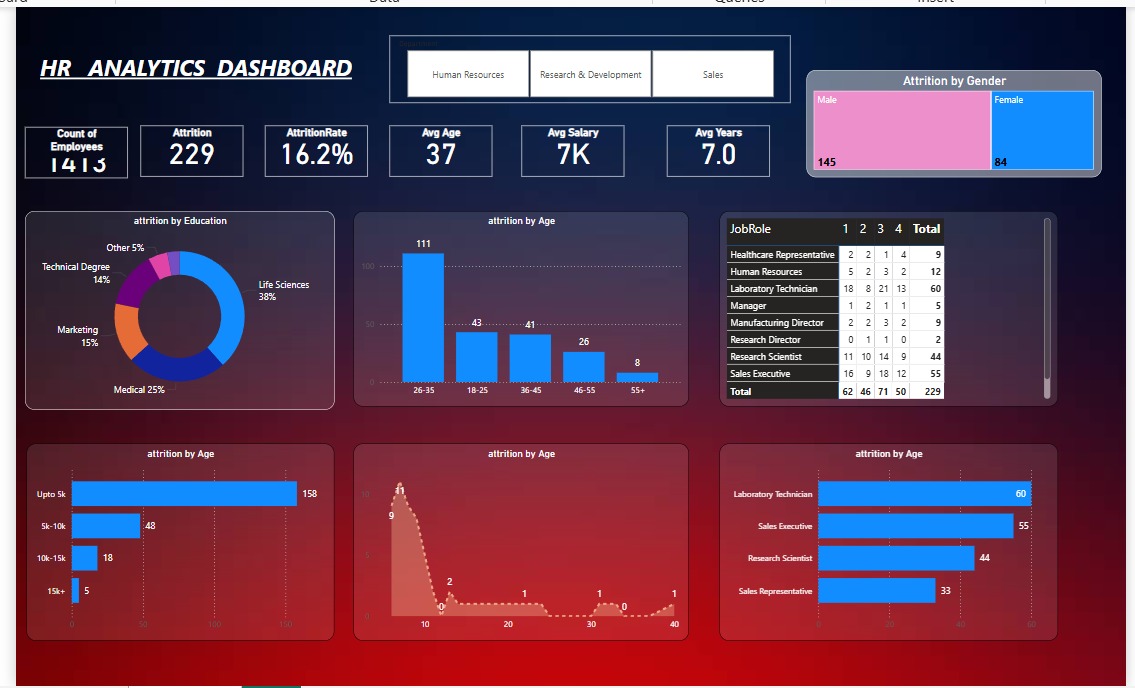 Data
Queries
Insert
HR ANALYTICS DASHBOARD
Human Resources
Research & Development
Sales
Attrition by Gender
Male
Female
145
84
Count of
Employees
1413
Attrition
229
AttritionRate
16.2%
Avg Age
37
Avg Salary
7K
Avg Years
7.0
attrition by Education
Other 5%
Technical Degree
14%
Life Sciences
38%
Marketing
15%
Medical 25%
attrition by Age
111
43
41
26
8
100
50
0
26-35 18-25 36-45 46-55 55+
JobRole 1 2 3 4 Total
Healthcare Representative 2 2 1 4 9
Human Resources 5 2 3 2 12
Laboratory Technician 18 8 21 13 60
Manager 1 2 1 1 5
Manufacturing Director 2 2 3 2 9
Research Director 0 1 1 0 2
Research Scientist 11 10 14 9 44
Sales Executive 16 9 18 12 55
Total 62 46 71 50 229
attrition by Age
Upto 5k 158
5k-10k 48
10k-15k 18
15k+ 5
0 50 100 150
attrition by Age
10
5
0
9
11
0
2
1
1
0
1
10 20 30 40
attrition by Age
Laboratory Technician 60
Sales Executive 55
Research Scientist 44
Sales Representative 33
0 20 40 60